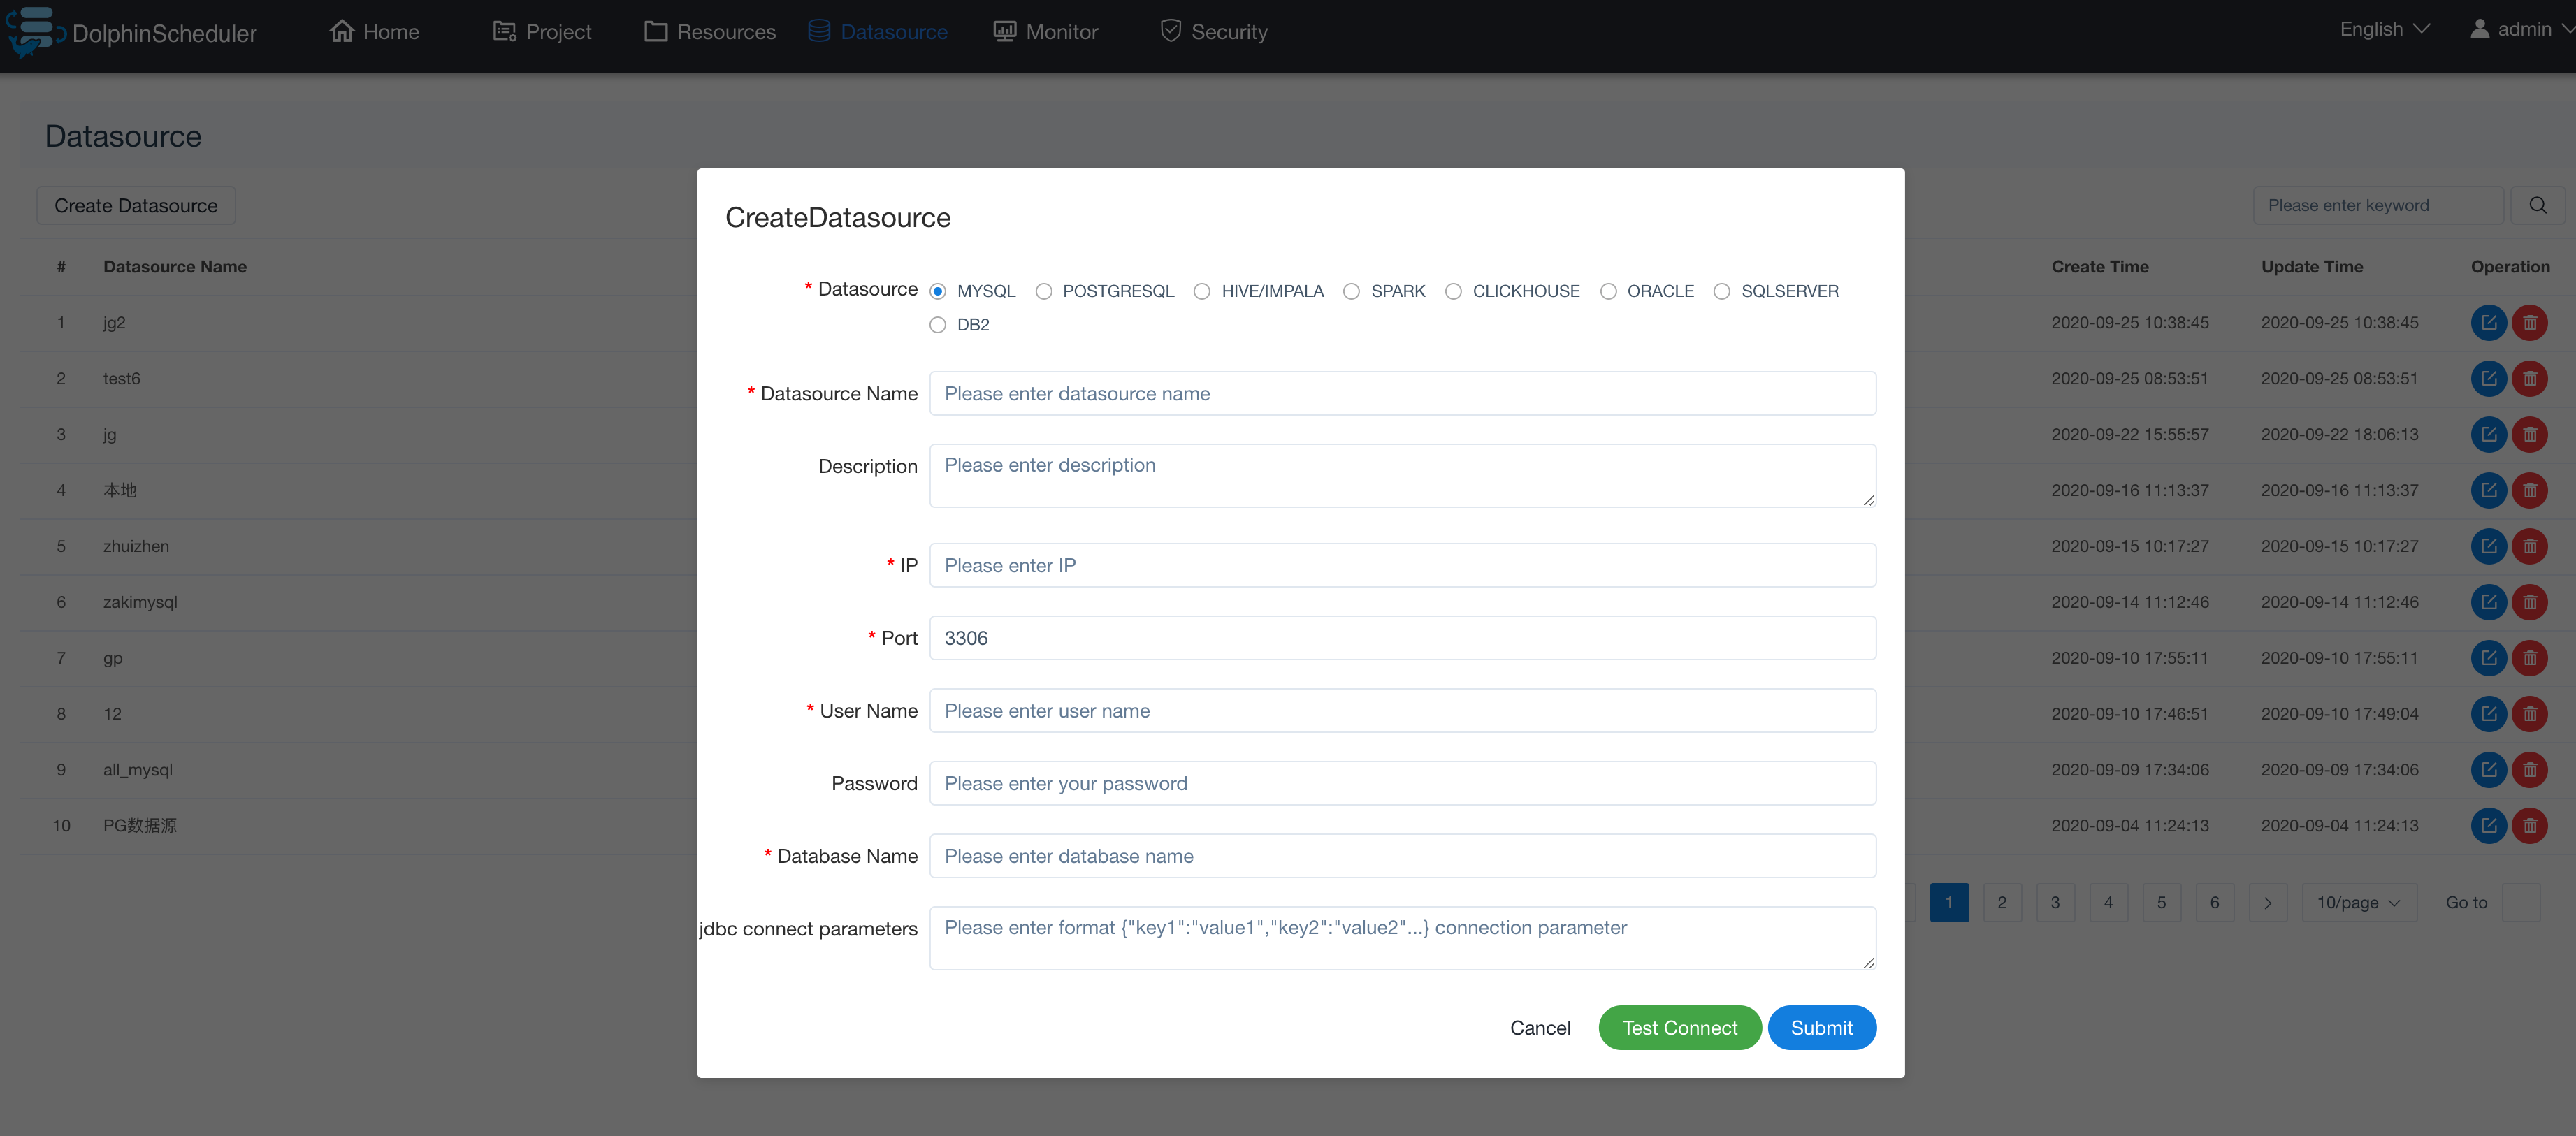 DolphinScheduler Home Project Resources Datasource Monitor Security English admin
Datasource
Create Datasource Please enter keyword
# Datasource Name Create Time Update Time Operation
1 jg2 2020-09-25 10:38:45 2020-09-25 10:38:45
2 test6 2020-09-25 08:53:51 2020-09-25 08:53:51
3 jg 2020-09-22 15:55:57 2020-09-22 18:06:13
4 本地 2020-09-16 11:13:37 2020-09-16 11:13:37
5 zhuizhen 2020-09-15 10:17:27 2020-09-15 10:17:27
6 zakimysql 2020-09-14 11:12:46 2020-09-14 11:12:46
7 gp 2020-09-10 17:55:11 2020-09-10 17:55:11
8 12 2020-09-10 17:46:51 2020-09-10 17:49:04
9 all_mysql 2020-09-09 17:34:06 2020-09-09 17:34:06
10 PG数据源 2020-09-04 11:24:13 2020-09-04 11:24:13
1 2 3 4 5 6 > 10/page Go to
CreateDatasource
* Datasource MYSQL POSTGRESQL HIVE/IMPALA SPARK CLICKHOUSE ORACLE SQLSERVER
DB2
* Datasource Name Please enter datasource name
Description Please enter description
* IP Please enter IP
* Port 3306
* User Name Please enter user name
Password Please enter your password
* Database Name Please enter database name
jdbc connect parameters Please enter format {"key1":"value1","key2":"value2"...} connection parameter
Cancel Test Connect Submit